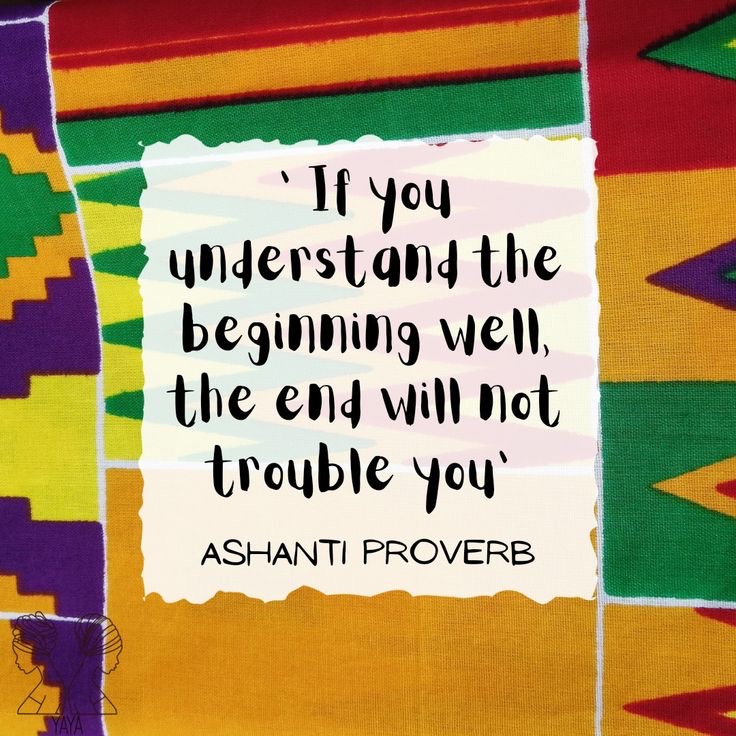 ' If you
understand the
beginning well,
the end will not
trouble you'
ASHANTI PROVERB
YAYA